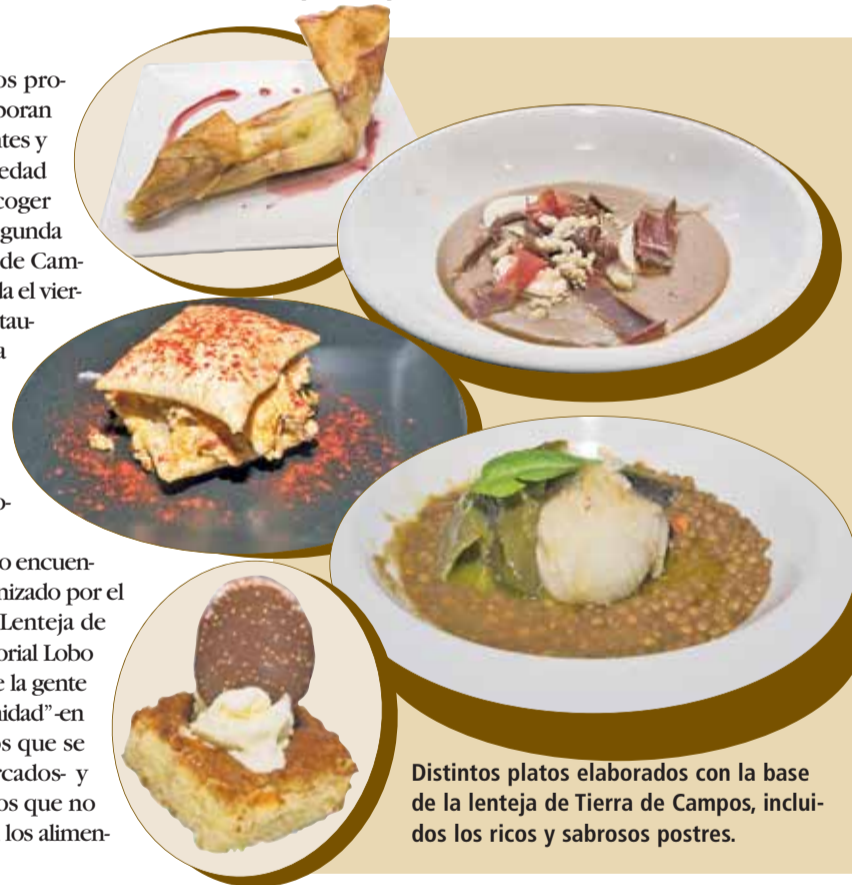 os pro-
boran
ntes y
edad
coger
gunda
de Cam-
da el vier-
tau-
a
o-
o encuen-
nizado por el
Lenteja de
orial Lobo
e la gente
nidad”-en
os que se
rcados- y
os que no
los alimen-
Distintos platos elaborados con la base
de la lenteja de Tierra de Campos, inclui-
dos los ricos y sabrosos postres.